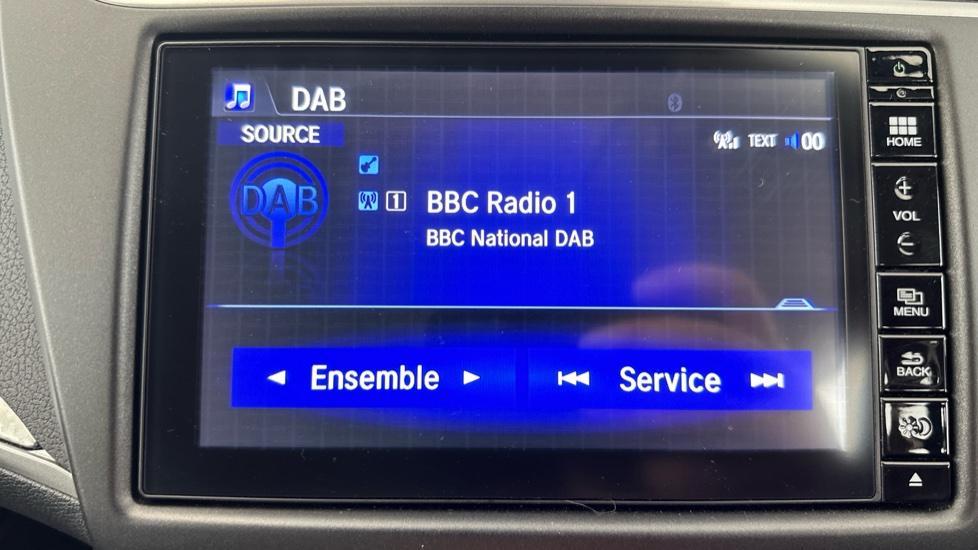 DAB
SOURCE
TEXT 00
DAB
1 BBC Radio 1
BBC National DAB
Ensemble
Service
HOME
VOL
MENU
BACK